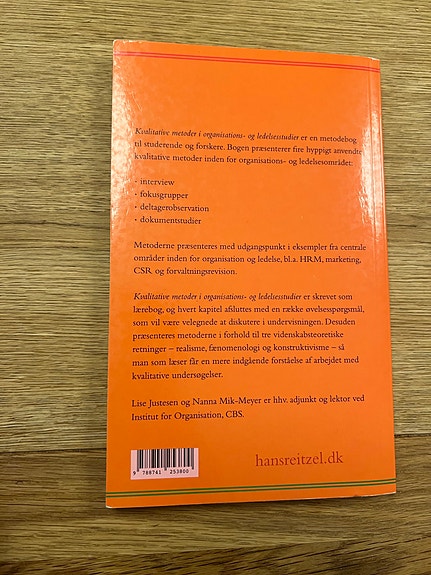 Kvalitative metoder i organisations- og ledelsesstudier er en metodebog
til studerende og forskere. Bogen præsenterer fire hyppigt anvendte
kvalitative metoder inden for organisations- og ledelsesområdet:
· interview
· fokusgrupper
· deltagerobservation
· dokumentstudier
Metoderne præsenteres med udgangspunkt i eksempler fra centrale
områder inden for organisation og ledelse, bl.a. HRM, marketing,
CSR og forvaltningsrevision.
Kvalitative metoder i organisations- og ledelsesstudier er skrevet som
lærebog, og hvert kapitel afsluttes med en række øvelsesspørgsmål,
som vil være velegnede at diskutere i undervisningen. Desuden
præsenteres metoderne i forhold til tre videnskabsteoretiske
retninger – realisme, fænomenologi og konstruktivisme – så
man som læser får en mere indgående forståelse af arbejdet med
kvalitative undersøgelser.
Lise Justesen og Nanna Mik-Meyer er hhv. adjunkt og lektor ved
Institut for Organisation, CBS.
hansreitzel.dk
9 788741 253800